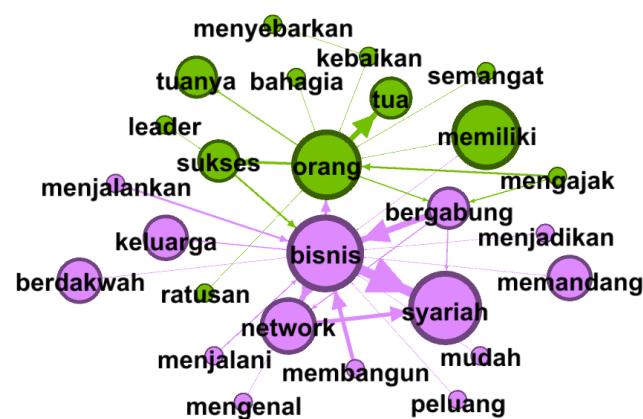 menyebarkan
kebaikan
tuanya
bahagia
semangat
tua
leader
memiliki
sukses
orang
mengajak
menjalankan
bergabung
keluarga
menjadikan
bisnis
berdakwah
memandang
ratusan
syariah
network
menjalani
mudah
membangun
mengenal
peluang